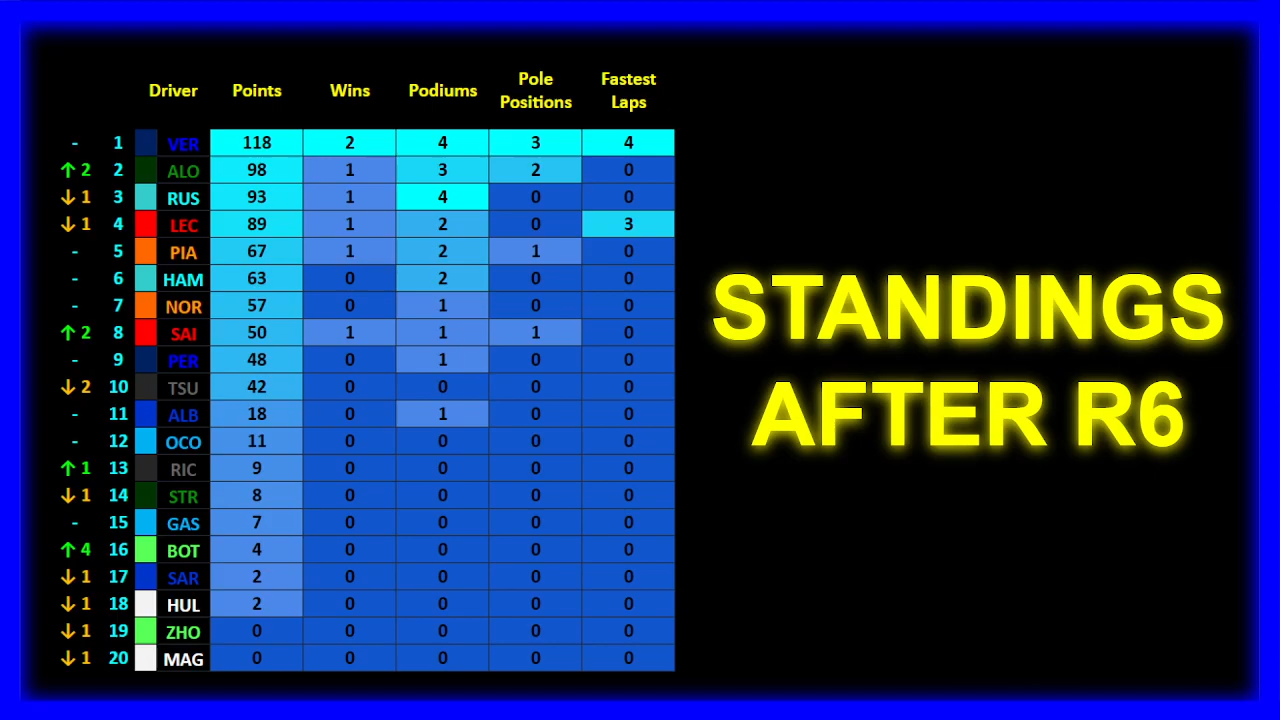 Driver Points Wins Podiums Pole Positions Fastest Laps
- 1 VER 118 2 4 3 4
↑ 2 2 ALO 98 1 3 2 0
↓ 1 3 RUS 93 1 4 0 0
↓ 1 4 LEC 89 1 2 0 3
- 5 PIA 67 1 2 1 0
- 6 HAM 63 0 2 0 0
- 7 NOR 57 0 1 0 0
↑ 2 8 SAI 50 1 1 1 0
- 9 PER 48 0 1 0 0
↓ 2 10 TSU 42 0 0 0 0
- 11 ALB 18 0 1 0 0
- 12 OCO 11 0 0 0 0
↑ 1 13 RIC 9 0 0 0 0
↓ 1 14 STR 8 0 0 0 0
- 15 GAS 7 0 0 0 0
↑ 4 16 BOT 4 0 0 0 0
↓ 1 17 SAR 2 0 0 0 0
↓ 1 18 HUL 2 0 0 0 0
↓ 1 19 ZHO 0 0 0 0 0
↓ 1 20 MAG 0 0 0 0 0
STANDINGS
AFTER R6